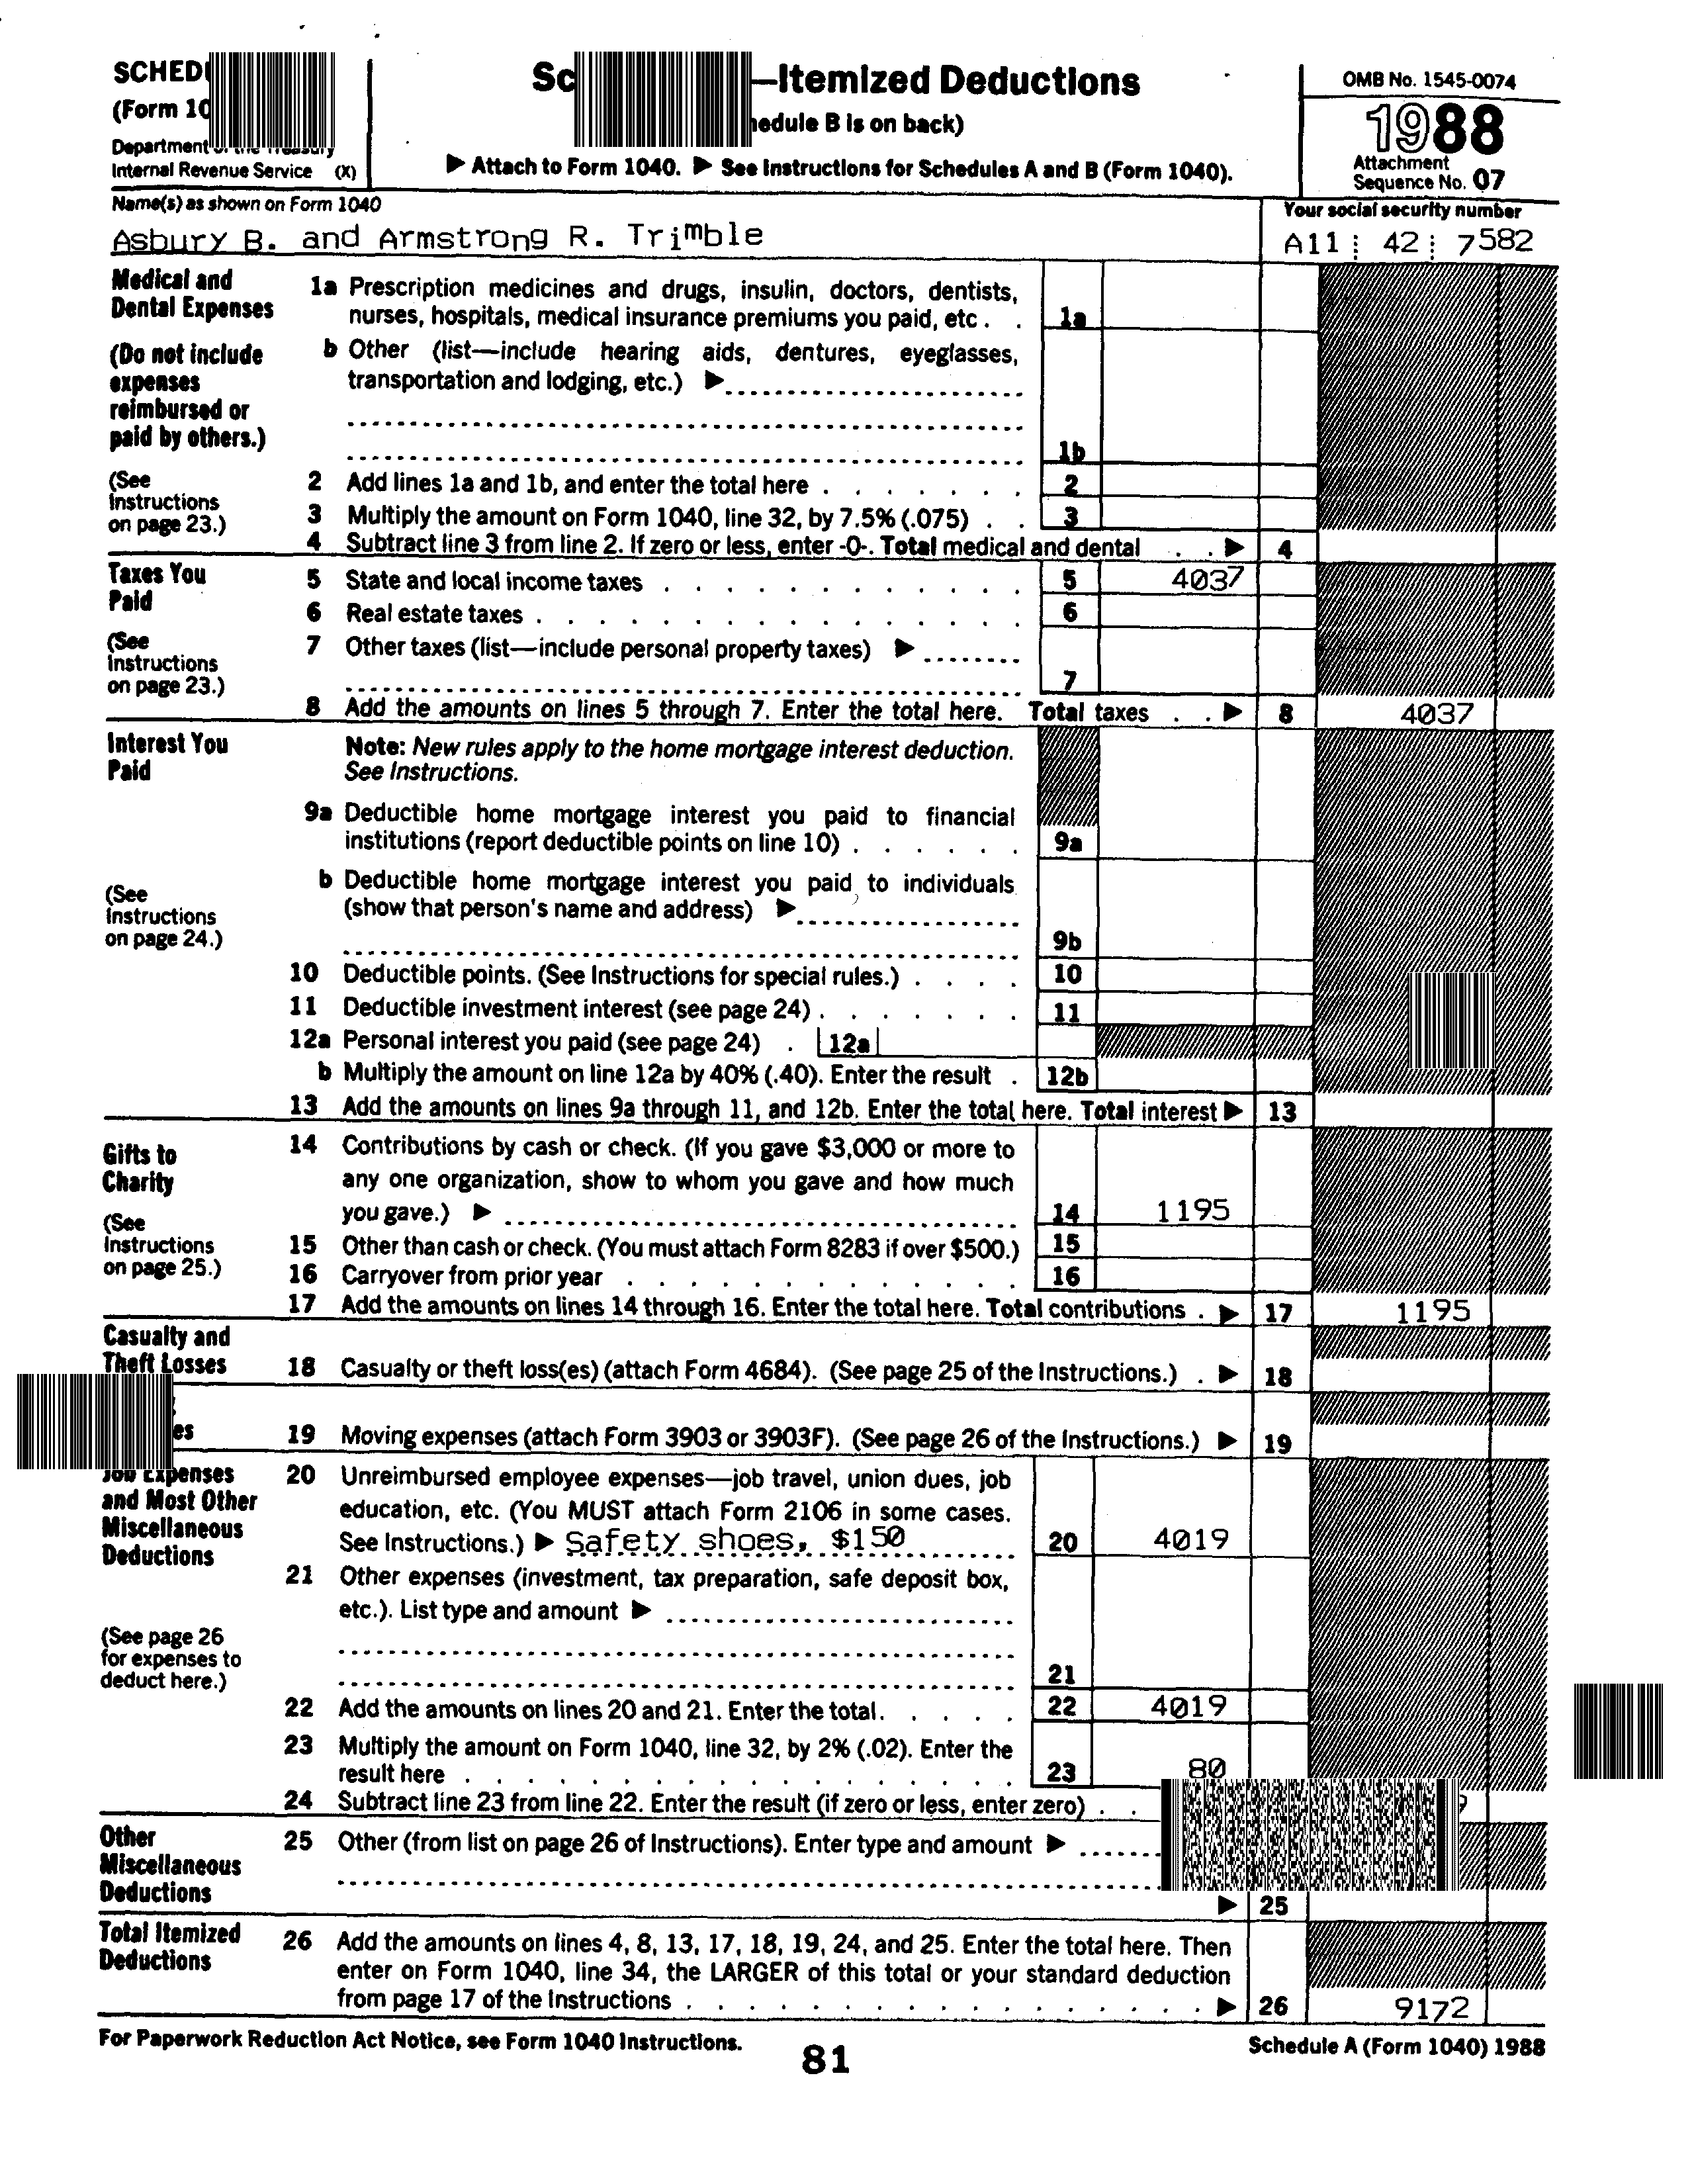 SCHED
(Form 10
Department of the Treasury
Internal Revenue Service (X)
Sc —Itemized Deductions
hedule B is on back)
▶ Attach to Form 1040. ▶ See Instructions for Schedules A and B (Form 1040).
OMB No. 1545-0074
1988
Attachment
Sequence No. 07
Name(s) as shown on Form 1040
Your social security number
Asbury B. and Armstrong R. Trimble
A11 42 7582
Medical and
Dental Expenses
(Do not include
expenses
reimbursed or
paid by others.)
(See
Instructions
on page 23.)
1a Prescription medicines and drugs, insulin, doctors, dentists,
nurses, hospitals, medical insurance premiums you paid, etc . . 1a
b Other (list—include hearing aids, dentures, eyeglasses,
transportation and lodging, etc.) ▶
1b
2 Add lines 1a and 1b, and enter the total here . . . . . . . 2
3 Multiply the amount on Form 1040, line 32, by 7.5% (.075) . . 3
4 Subtract line 3 from line 2. If zero or less, enter -0-. Total medical and dental . . ▶ 4
Taxes You
Paid
(See
Instructions
on page 23.)
5 State and local income taxes . . . . . . . . . . . . 5 4037
6 Real estate taxes . . . . . . . . . . . . . . . . 6
7 Other taxes (list—include personal property taxes) ▶
7
8 Add the amounts on lines 5 through 7. Enter the total here. Total taxes . . ▶ 8 4037
Interest You
Paid
(See
Instructions
on page 24.)
Note: New rules apply to the home mortgage interest deduction.
See Instructions.
9a Deductible home mortgage interest you paid to financial
institutions (report deductible points on line 10) . . . . . . 9a
b Deductible home mortgage interest you paid to individuals
(show that person's name and address) ▶
9b
10 Deductible points. (See Instructions for special rules.) . . . . 10
11 Deductible investment interest (see page 24) . . . . . . . 11
12a Personal interest you paid (see page 24) . 12a
b Multiply the amount on line 12a by 40% (.40). Enter the result . 12b
13 Add the amounts on lines 9a through 11, and 12b. Enter the total here. Total interest ▶ 13
Gifts to
Charity
(See
Instructions
on page 25.)
14 Contributions by cash or check. (If you gave $3,000 or more to
any one organization, show to whom you gave and how much
you gave.) ▶ 14 1195
15 Other than cash or check. (You must attach Form 8283 if over $500.) 15
16 Carryover from prior year . . . . . . . . . . . . . 16
17 Add the amounts on lines 14 through 16. Enter the total here. Total contributions . ▶ 17 1195
Casualty and
Theft Losses
18 Casualty or theft loss(es) (attach Form 4684). (See page 25 of the Instructions.) . ▶ 18
es 19 Moving expenses (attach Form 3903 or 3903F). (See page 26 of the Instructions.) ▶ 19
Job Expenses
and Most Other
Miscellaneous
Deductions
(See page 26
for expenses to
deduct here.)
20 Unreimbursed employee expenses—job travel, union dues, job
education, etc. (You MUST attach Form 2106 in some cases.
See Instructions.) ▶ Safety shoes, $150 20 4019
21 Other expenses (investment, tax preparation, safe deposit box,
etc.). List type and amount ▶
21
22 Add the amounts on lines 20 and 21. Enter the total. . . . . 22 4019
23 Multiply the amount on Form 1040, line 32, by 2% (.02). Enter the
result here . . . . . . . . . . . . . . . . . . 23 80
24 Subtract line 23 from line 22. Enter the result (if zero or less, enter zero) . .
Other
Miscellaneous
Deductions
25 Other (from list on page 26 of Instructions). Enter type and amount ▶
▶ 25
Total Itemized
Deductions
26 Add the amounts on lines 4, 8, 13, 17, 18, 19, 24, and 25. Enter the total here. Then
enter on Form 1040, line 34, the LARGER of this total or your standard deduction
from page 17 of the Instructions . . . . . . . . . . . . . . . . . ▶ 26 9172
For Paperwork Reduction Act Notice, see Form 1040 Instructions.
81
Schedule A (Form 1040) 1988